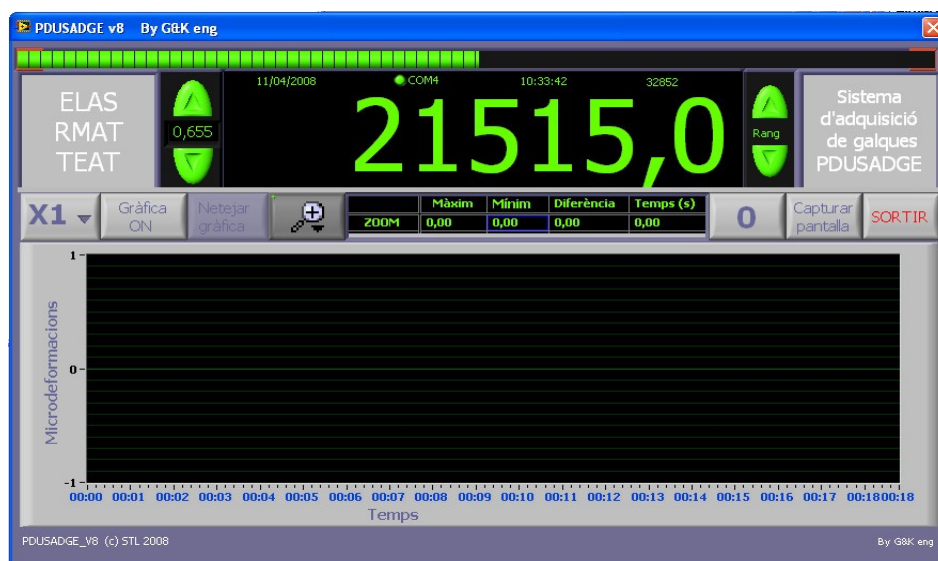 PDUSADGE v8 By G&K eng
ELAS
RMAT
TEAT
0,655
11/04/2008 COM4 10:33:42 32852
21515,0
Rang
Sistema
d'adquisició
de galques
PDUSADGE
X1
Gràfica
ON
Netejar
gràfica
Màxim Mínim Diferència Temps (s)
ZOOM 0,00 0,00 0,00 0,00
0
Capturar
pantalla
SORTIR
Microdeformacions
1
0
-1
00:00 00:01 00:02 00:03 00:04 00:05 00:06 00:07 00:08 00:09 00:10 00:11 00:12 00:13 00:14 00:15 00:16 00:17 00:18 00:18
Temps
PDUSADGE_V8 (c) STL 2008
By G&K eng